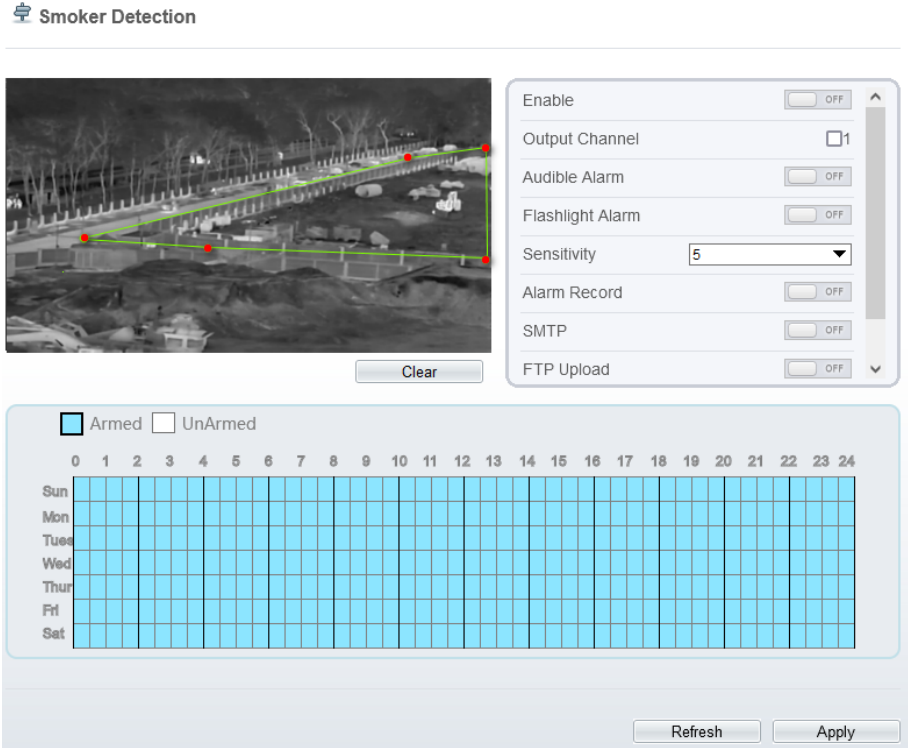 Smoker Detection
Enable OFF
Output Channel 1
Audible Alarm OFF
Flashlight Alarm OFF
Sensitivity 5
Alarm Record OFF
SMTP OFF
FTP Upload OFF
Clear
Armed UnArmed
0 1 2 3 4 5 6 7 8 9 10 11 12 13 14 15 16 17 18 19 20 21 22 23 24
Sun
Mon
Tues
Wed
Thur
Fri
Sat
Refresh Apply